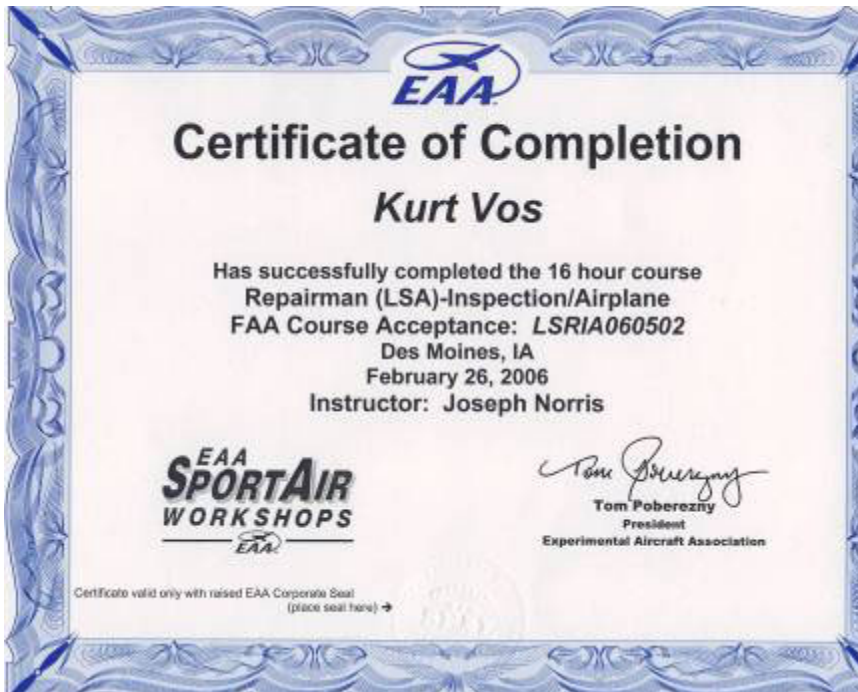 EAA
Certificate of Completion
Kurt Vos
Has successfully completed the 16 hour course
Repairman (LSA)-Inspection/Airplane
FAA Course Acceptance: LSRIA060502
Des Moines, IA
February 26, 2006
Instructor: Joseph Norris
EAA
SPORTAIR
WORKSHOPS
EAA
Tom Poberezny
Tom Poberezny
President
Experimental Aircraft Association
Certificate valid only with raised EAA Corporate Seal
(place seal here) →